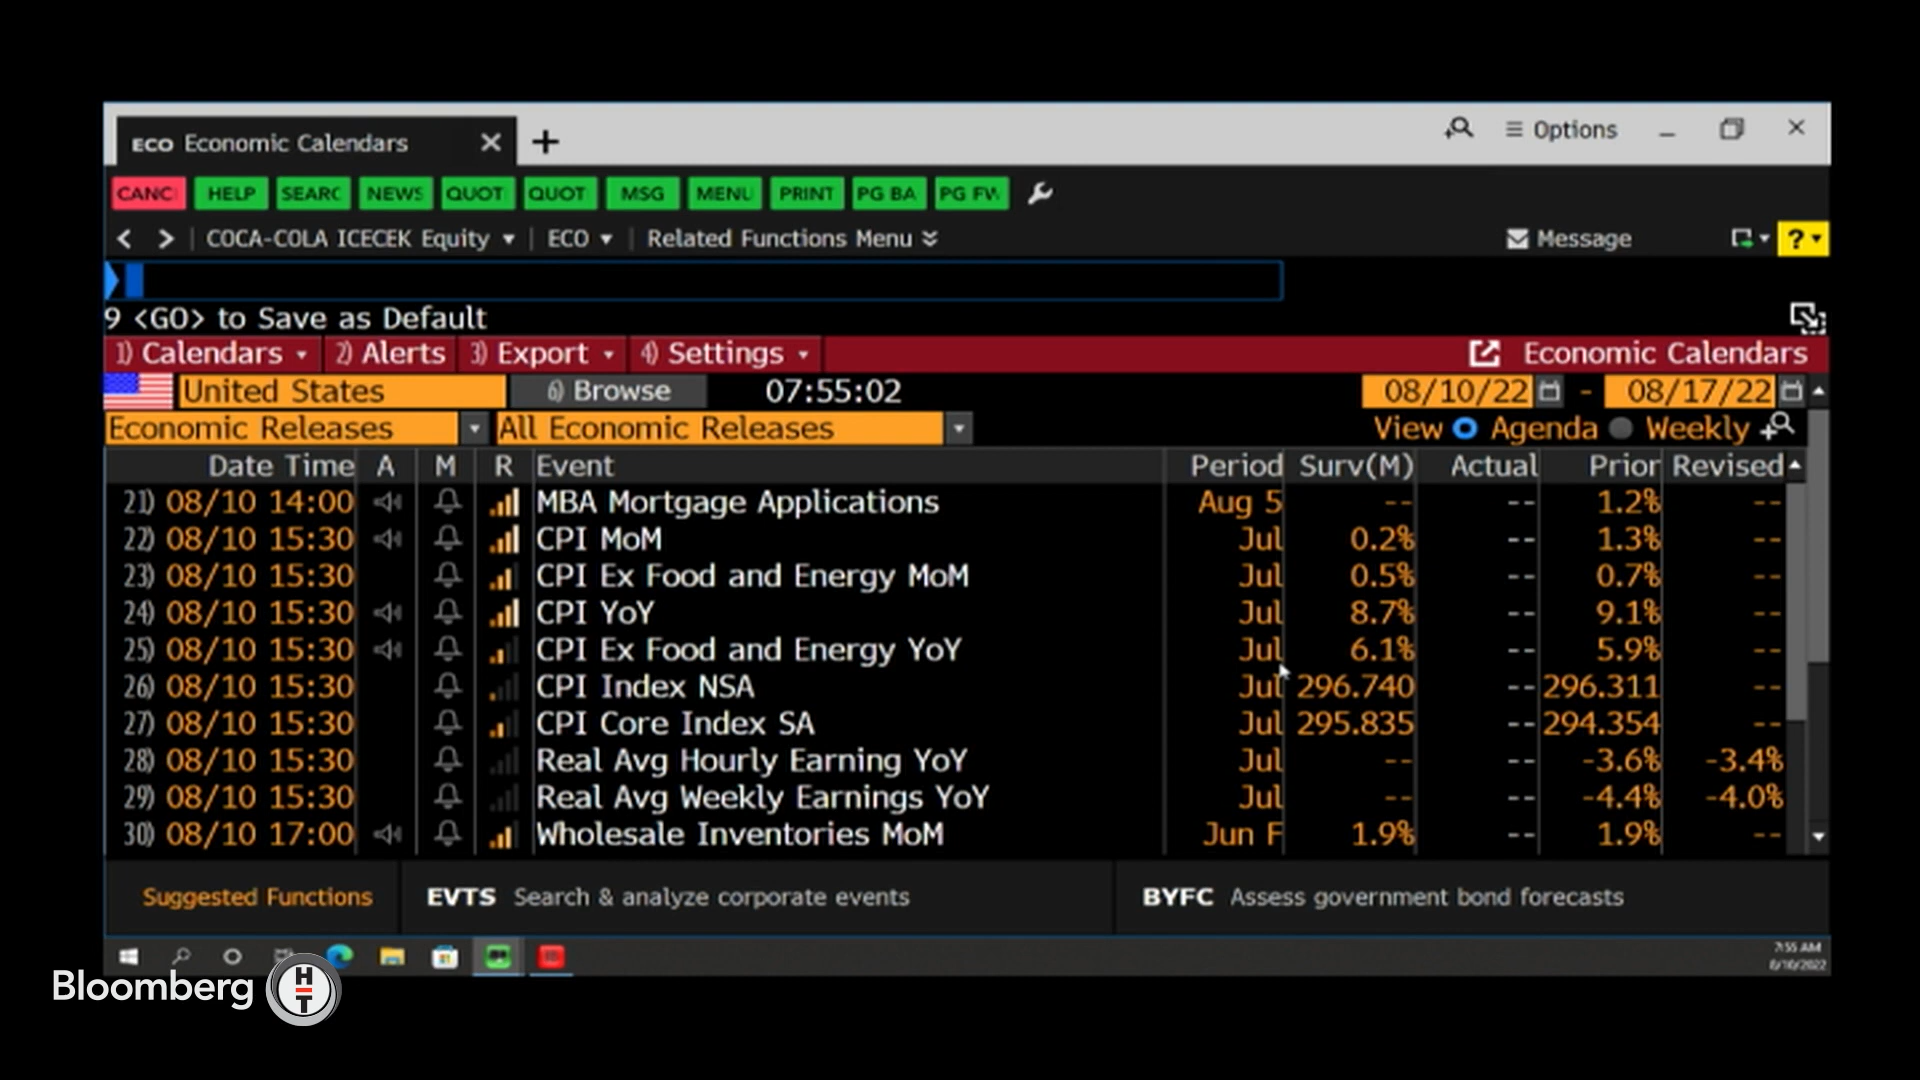 ECO Economic Calendars
Options
CANC HELP SEARC NEWS QUOT QUOT MSG MENU PRINT PG BA PG FW
COCA-COLA ICECEK Equity ECO Related Functions Menu Message ?
9 <GO> to Save as Default
1) Calendars 2) Alerts 3) Export 4) Settings Economic Calendars
United States 6) Browse 07:55:02 08/10/22 - 08/17/22
Economic Releases All Economic Releases View Agenda Weekly
Date Time A M R Event Period Surv(M) Actual Prior Revised
21) 08/10 14:00 MBA Mortgage Applications Aug 5 -- -- 1.2% --
22) 08/10 15:30 CPI MoM Jul 0.2% -- 1.3% --
23) 08/10 15:30 CPI Ex Food and Energy MoM Jul 0.5% -- 0.7% --
24) 08/10 15:30 CPI YoY Jul 8.7% -- 9.1% --
25) 08/10 15:30 CPI Ex Food and Energy YoY Jul 6.1% -- 5.9% --
26) 08/10 15:30 CPI Index NSA Jul 296.740 -- 296.311 --
27) 08/10 15:30 CPI Core Index SA Jul 295.835 -- 294.354 --
28) 08/10 15:30 Real Avg Hourly Earning YoY Jul -- -- -3.6% -3.4%
29) 08/10 15:30 Real Avg Weekly Earnings YoY Jul -- -- -4.4% -4.0%
30) 08/10 17:00 Wholesale Inventories MoM Jun F 1.9% -- 1.9% --
Suggested Functions EVTS Search & analyze corporate events BYFC Assess government bond forecasts
7:55 AM
8/10/2022
Bloomberg HT